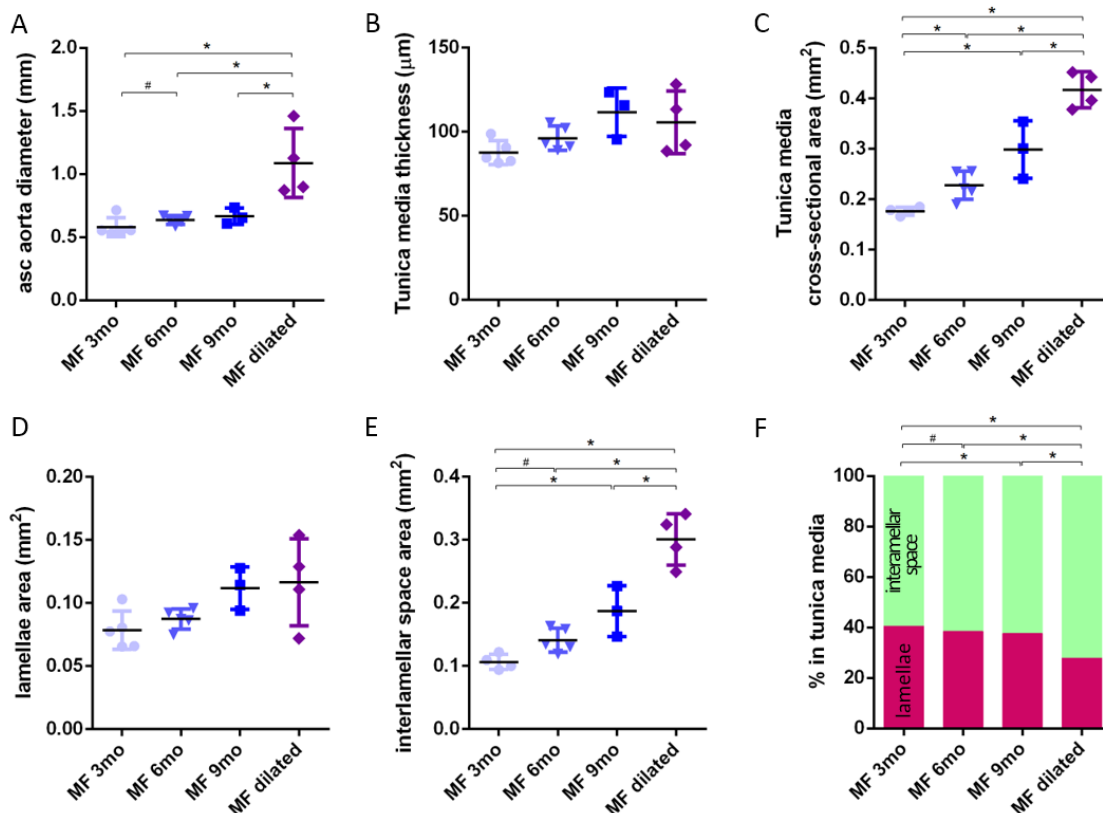 A
asc aorta diameter (mm)
2.0
1.5
1.0
0.5
0.0
*
*
#
*
MF 3mo
MF 6mo
MF 9mo
MF dilated
B
Tunica media thickness (μm)
150
100
50
0
MF 3mo
MF 6mo
MF 9mo
MF dilated
C
Tunica media
cross-sectional area (mm²)
0.5
0.4
0.3
0.2
0.1
0.0
*
* *
* *
MF 3mo
MF 6mo
MF 9mo
MF dilated
D
lamellae area (mm²)
0.20
0.15
0.10
0.05
0.00
MF 3mo
MF 6mo
MF 9mo
MF dilated
E
interlamellar space area (mm²)
0.4
0.3
0.2
0.1
0.0
*
# *
* *
MF 3mo
MF 6mo
MF 9mo
MF dilated
F
% in tunica media
100
80
60
40
20
0
*
# *
* *
interamellar
space
lamellae
MF 3mo
MF 6mo
MF 9mo
MF dilated